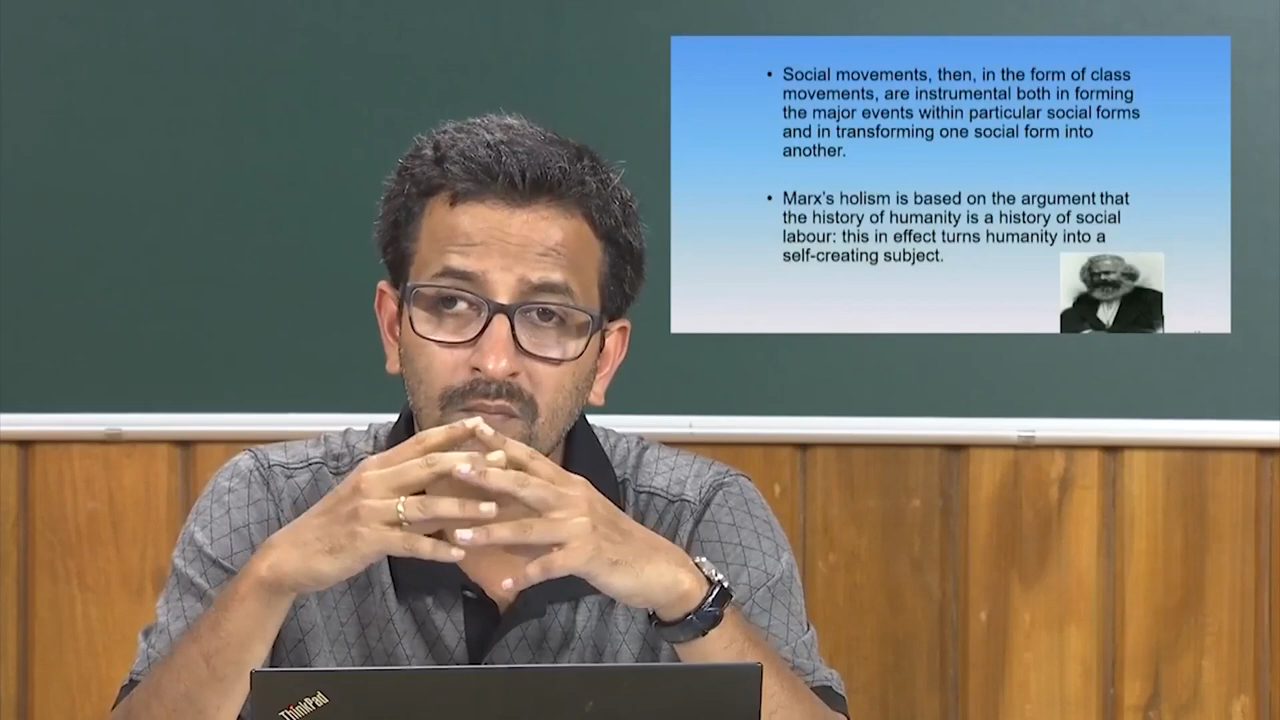 • Social movements, then, in the form of class
movements, are instrumental both in forming
the major events within particular social forms
and in transforming one social form into
another.
• Marx's holism is based on the argument that
the history of humanity is a history of social
labour: this in effect turns humanity into a
self-creating subject.
ThinkPad